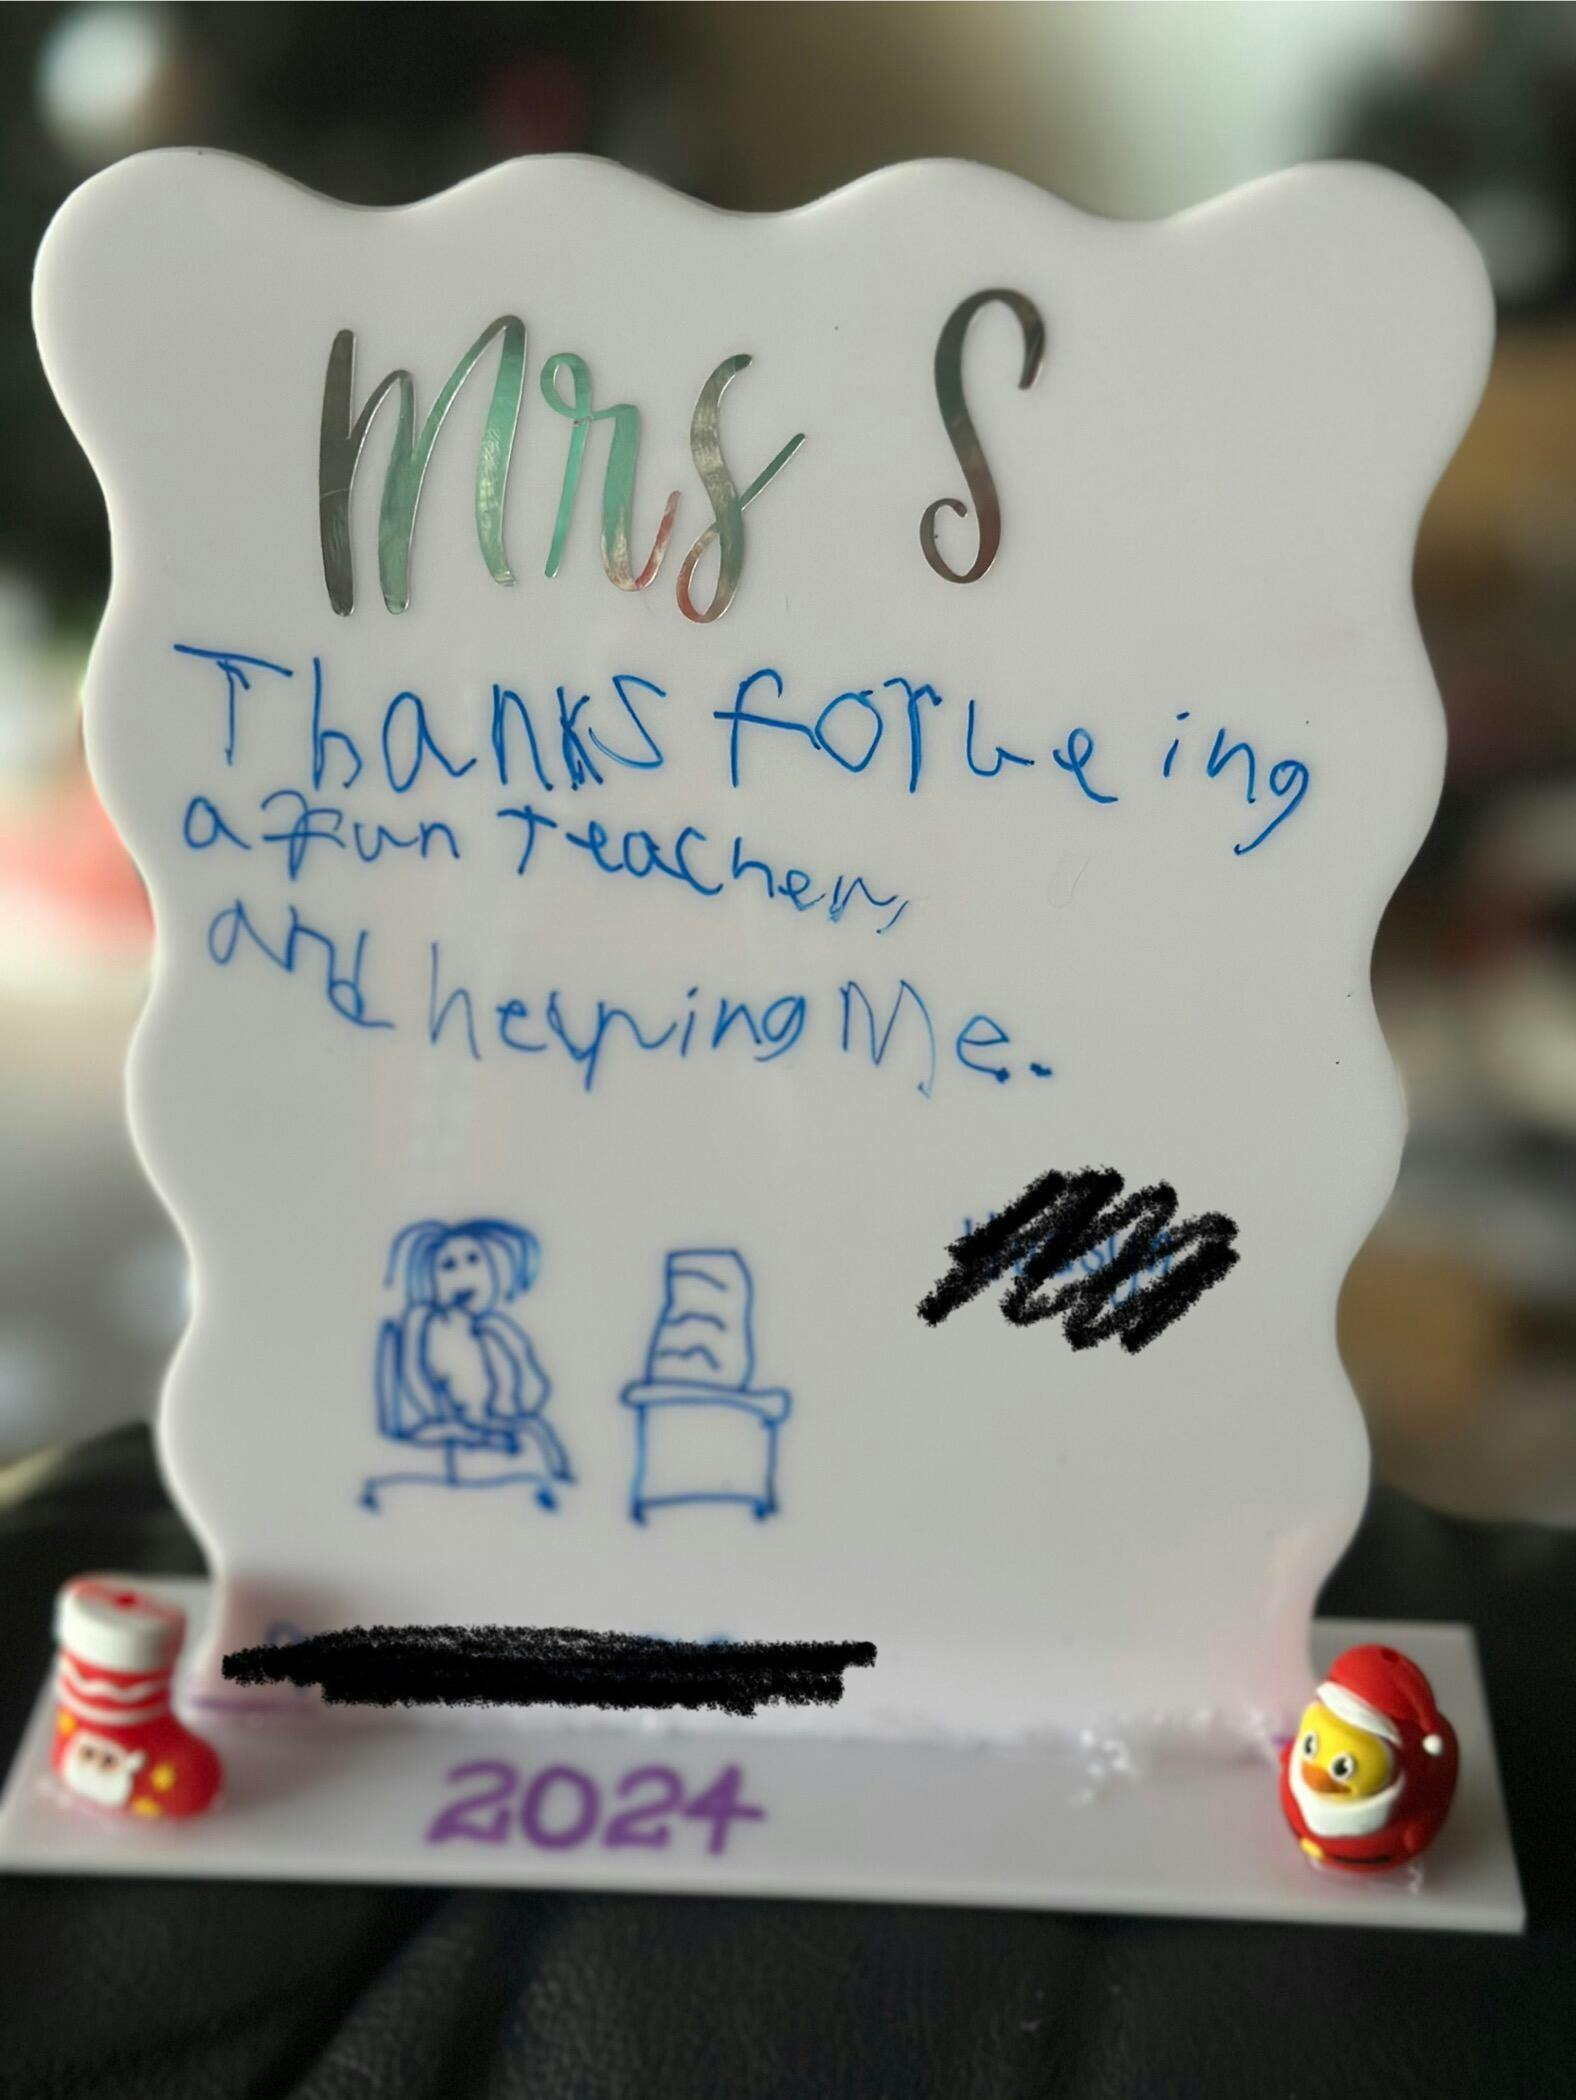 Mrs S
Thanks for being
a fun teacher,
and helping Me.
2024